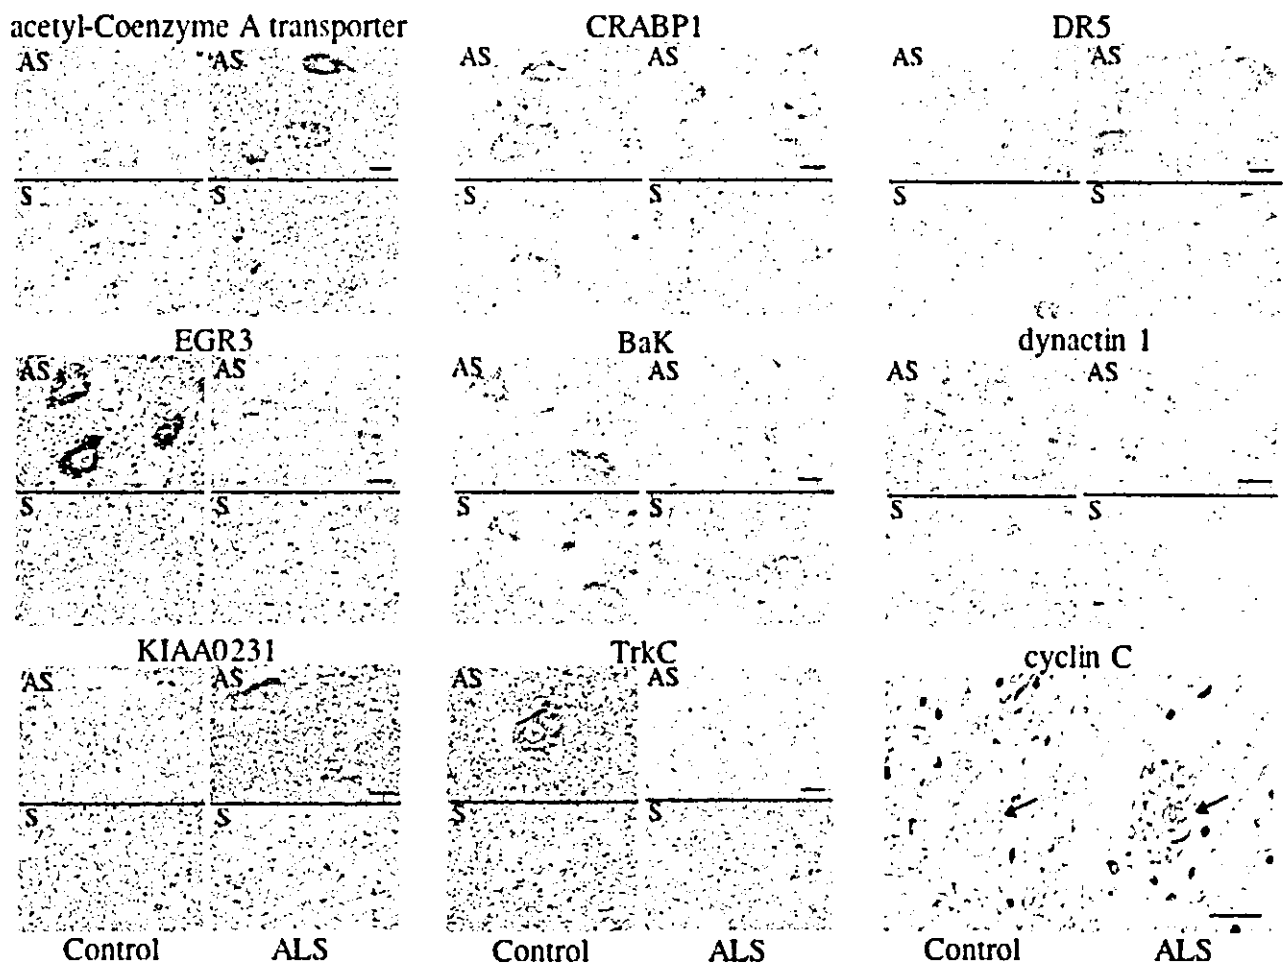 acetyl-Coenzyme A transporter CRABP1 DR5
AS AS AS AS AS AS
S S S S S S
EGR3 BaK dynactin 1
AS AS AS AS AS AS
S S S S S S
KIAA0231 TrkC cyclin C
AS AS AS AS
S S S S
Control ALS Control ALS Control ALS